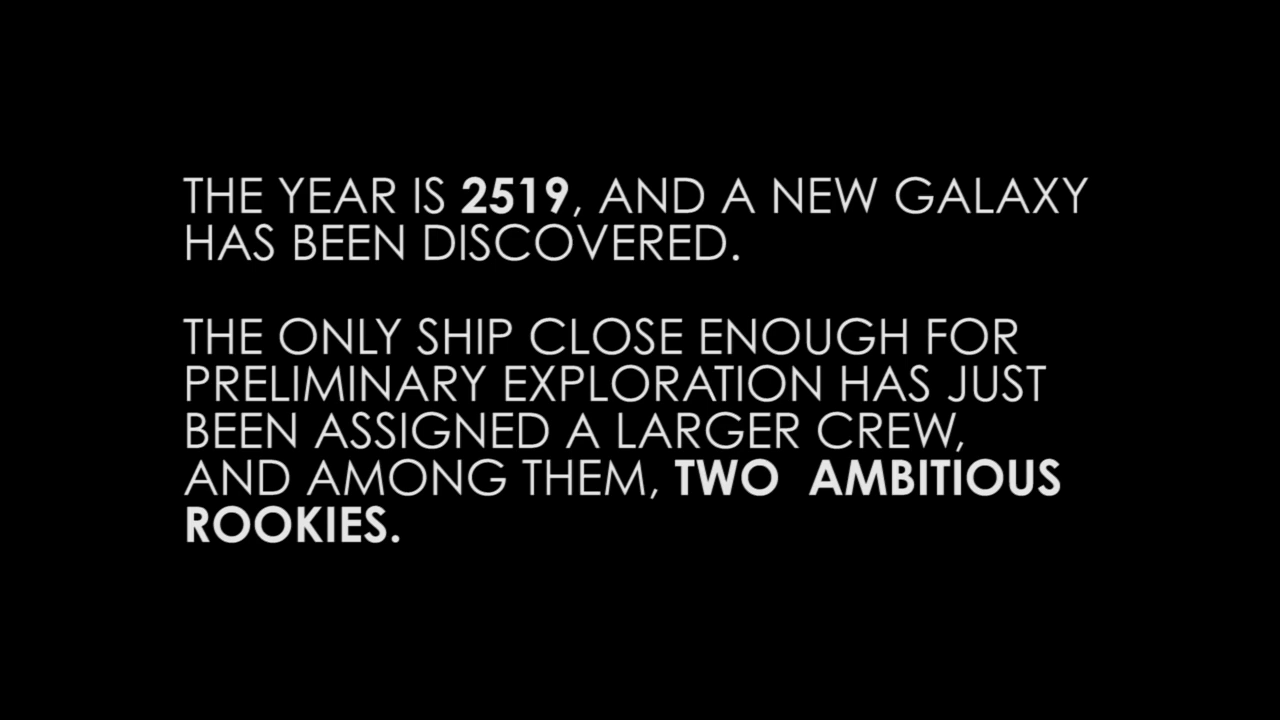 THE YEAR IS 2519, AND A NEW GALAXY
HAS BEEN DISCOVERED.
THE ONLY SHIP CLOSE ENOUGH FOR
PRELIMINARY EXPLORATION HAS JUST
BEEN ASSIGNED A LARGER CREW,
AND AMONG THEM, TWO  AMBITIOUS
ROOKIES.